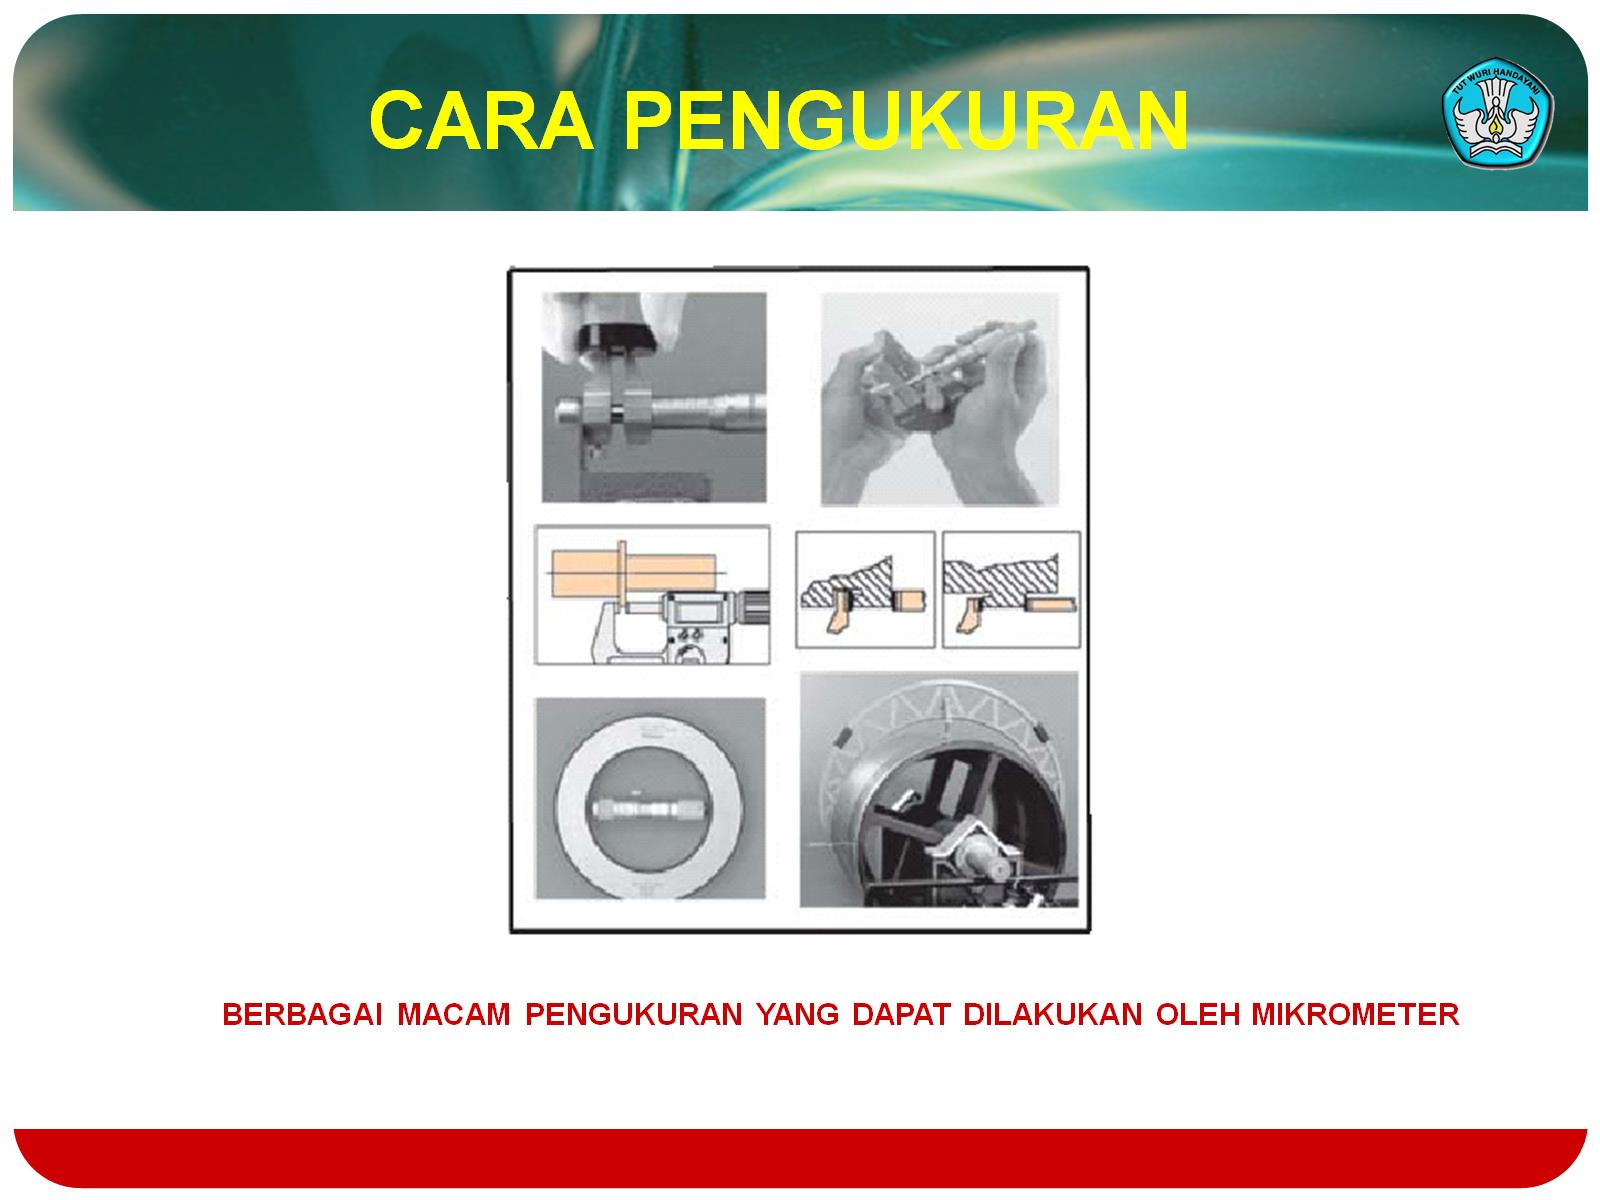 CARA PENGUKURAN
TUT WURI HANDAYANI
BERBAGAI MACAM PENGUKURAN YANG DAPAT DILAKUKAN OLEH MIKROMETER